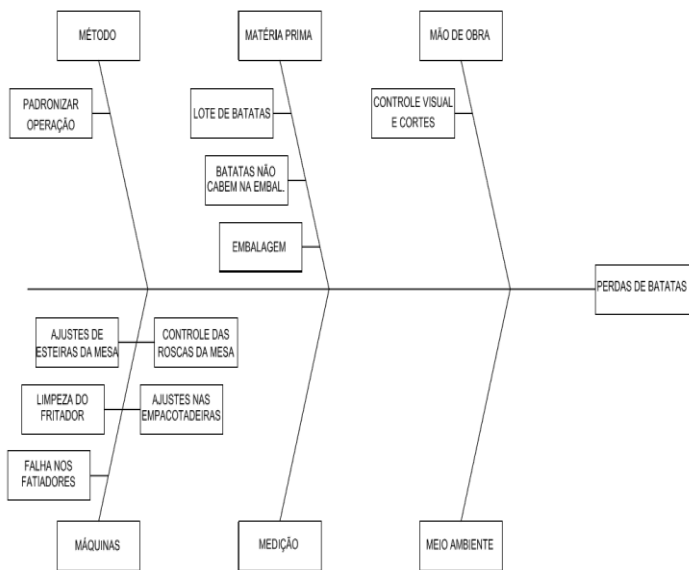 MÉTODO
MATÉRIA PRIMA
MÃO DE OBRA
PADRONIZAR
OPERAÇÃO
LOTE DE BATATAS
CONTROLE VISUAL
E CORTES
BATATAS NÃO
CABEM NA EMBAL.
EMBALAGEM
PERDAS DE BATATAS
AJUSTES DE
ESTEIRAS DA MESA
CONTROLE DAS
ROSCAS DA MESA
LIMPEZA DO
FRITADOR
AJUSTES NAS
EMPACOTADEIRAS
FALHA NOS
FATIADORES
MÁQUINAS
MEDIÇÃO
MEIO AMBIENTE